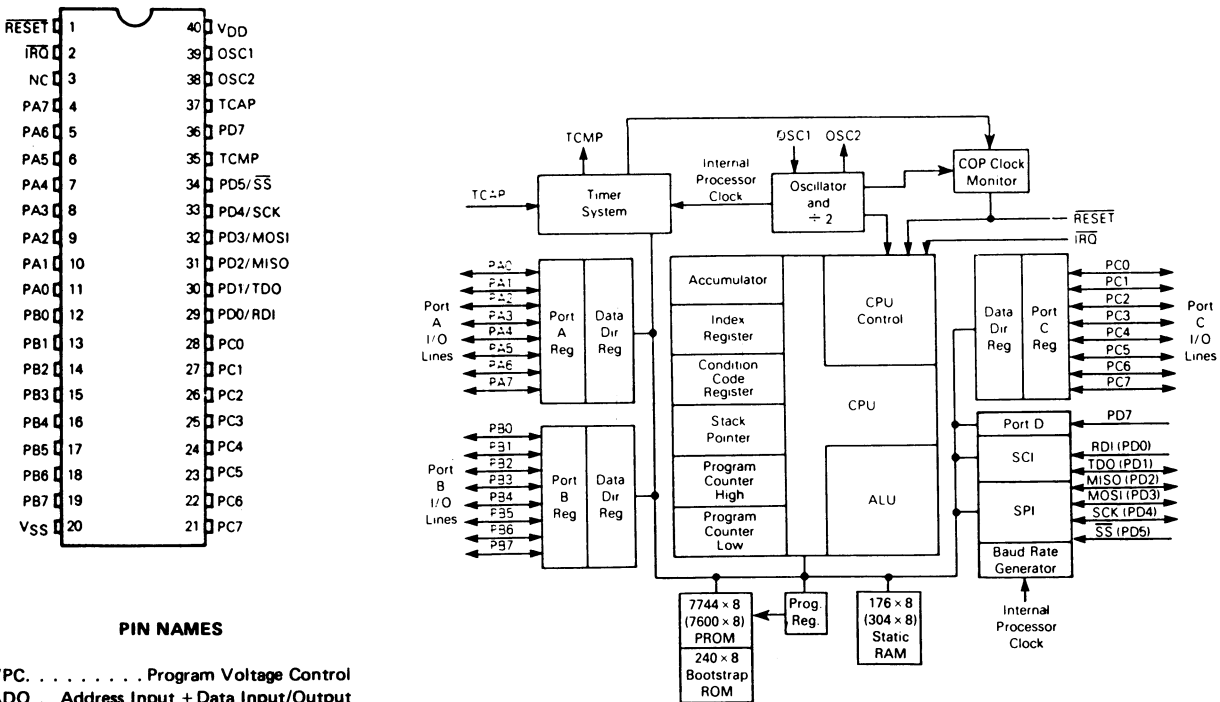 RESET 1
IRQ 2
NC 3
PA7 4
PA6 5
PA5 6
PA4 7
PA3 8
PA2 9
PA1 10
PA0 11
PB0 12
PB1 13
PB2 14
PB3 15
PB4 16
PB5 17
PB6 18
PB7 19
VSS 20
40 VDD
39 OSC1
38 OSC2
37 TCAP
36 PD7
35 TCMP
34 PD5/SS
33 PD4/SCK
32 PD3/MOSI
31 PD2/MISO
30 PD1/TDO
29 PD0/RDI
28 PC0
27 PC1
26 PC2
25 PC3
24 PC4
23 PC5
22 PC6
21 PC7
PIN NAMES
VPC. . . . . . . . . . Program Voltage Control
ADO . . Address Input + Data Input/Output
TCMP
OSC1 OSC2
TCAP
Timer
System
Internal
Processor
Clock
Oscillator
and
÷ 2
COP Clock
Monitor
RESET
IRQ
Port
A
I/O
Lines
PA0
PA1
PA2
PA3
PA4
PA5
PA6
PA7
Port
A
Reg
Data
Dir
Reg
Port
B
I/O
Lines
PB0
PB1
PB2
PB3
PB4
PB5
PB6
PB7
Port
B
Reg
Data
Dir
Reg
Accumulator
Index
Register
Condition
Code
Register
Stack
Pointer
Program
Counter
High
Program
Counter
Low
CPU
Control
CPU
ALU
Data
Dir
Reg
Port
C
Reg
PC0
PC1
PC2
PC3
PC4
PC5
PC6
PC7
Port
C
I/O
Lines
Port D
SCI
SPI
Baud Rate
Generator
PD7
RDI (PD0)
TDO (PD1)
MISO (PD2)
MOSI (PD3)
SCK (PD4)
SS (PD5)
Internal
Processor
Clock
7744 × 8
(7600 × 8)
PROM
240 × 8
Bootstrap
ROM
Prog.
Reg.
176 × 8
(304 × 8)
Static
RAM